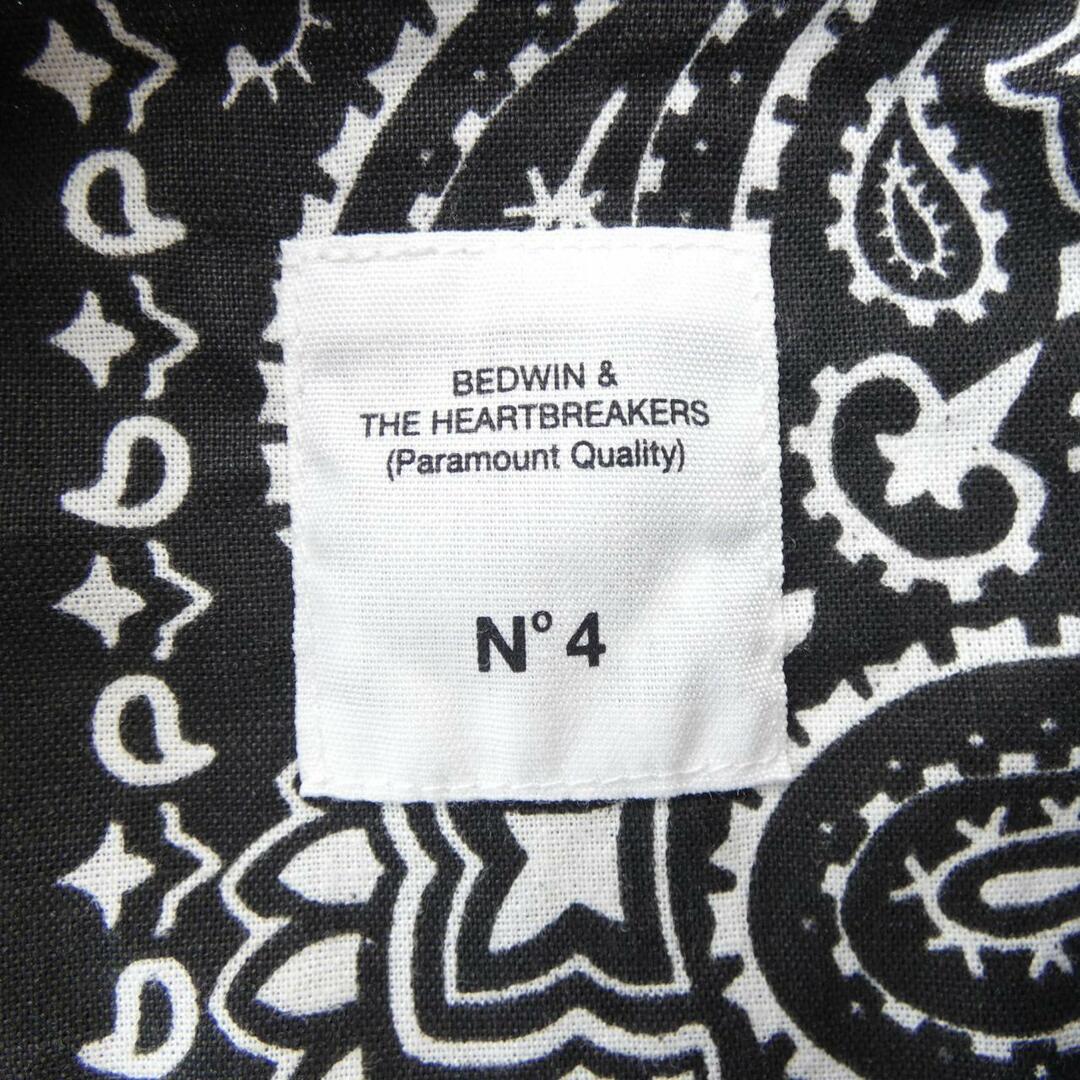 BEDWIN &
THE HEARTBREAKERS
(Paramount Quality)
N° 4